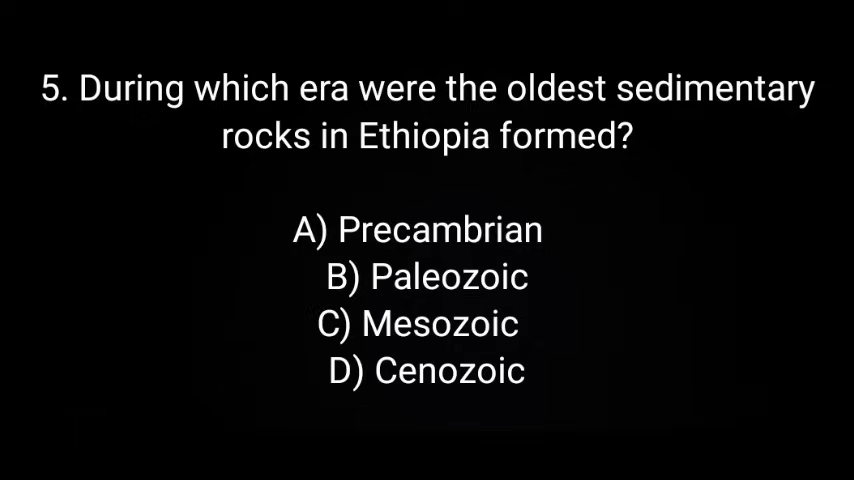 5. During which era were the oldest sedimentary
rocks in Ethiopia formed?
A) Precambrian
B) Paleozoic
C) Mesozoic
D) Cenozoic